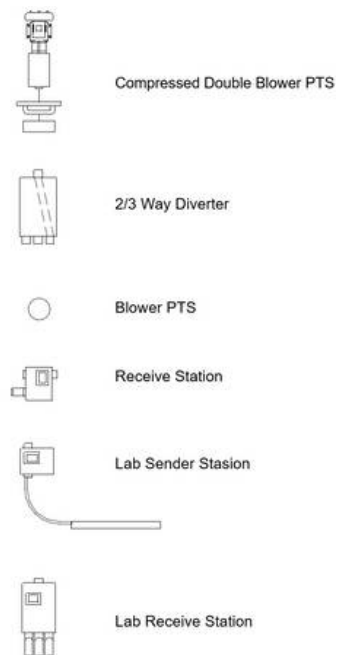 Compressed Double Blower PTS
2/3 Way Diverter
Blower PTS
Receive Station
Lab Sender Stasion
Lab Receive Station